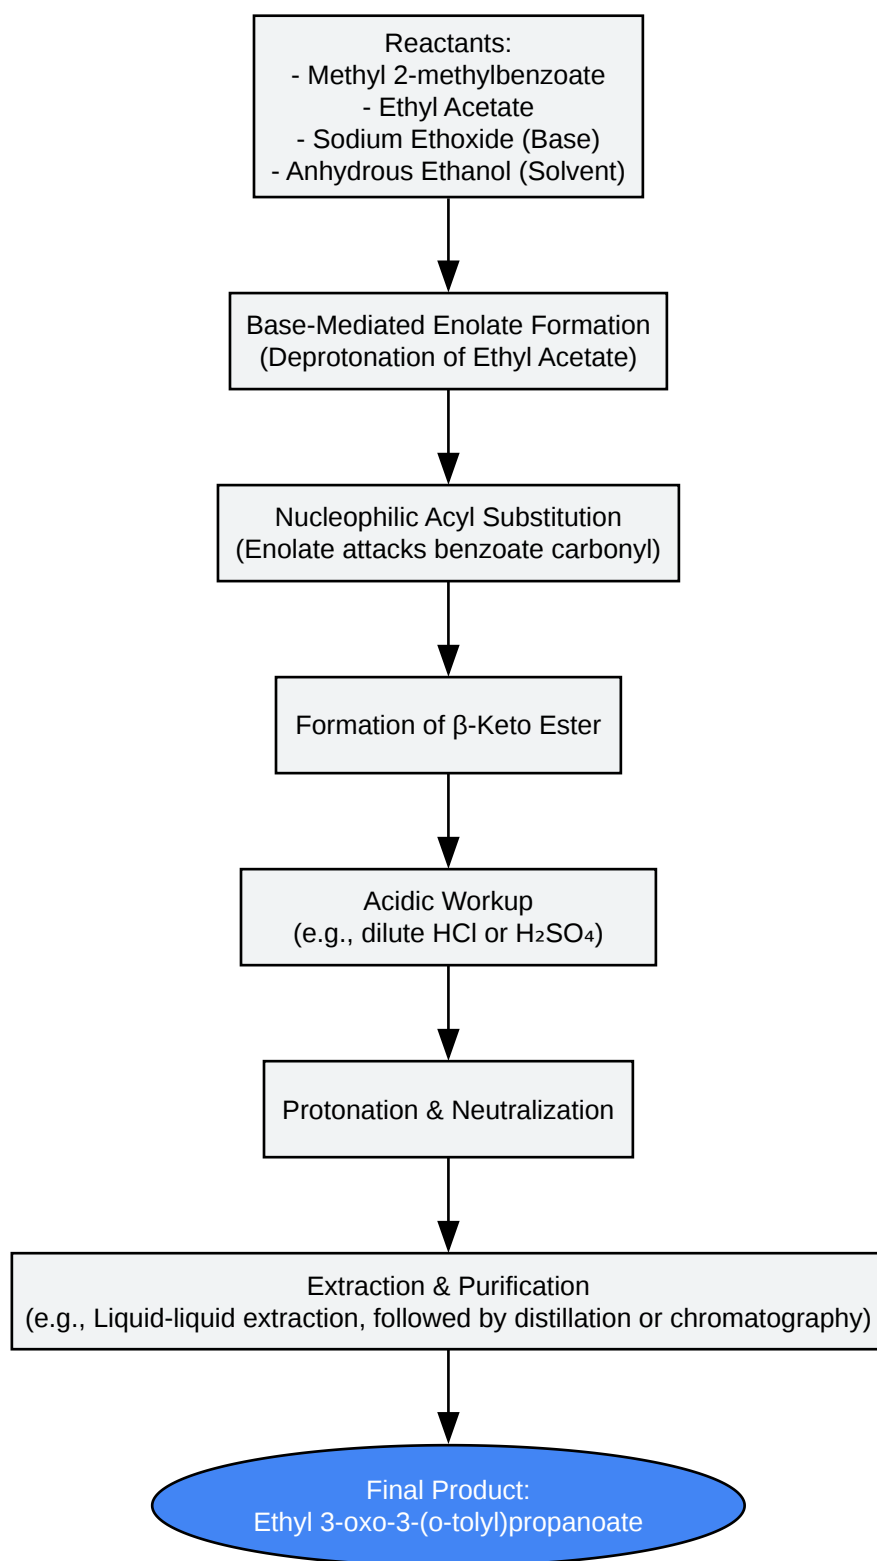 Reactants:
- Methyl 2-methylbenzoate
- Ethyl Acetate
- Sodium Ethoxide (Base)
- Anhydrous Ethanol (Solvent)
Base-Mediated Enolate Formation
(Deprotonation of Ethyl Acetate)
Nucleophilic Acyl Substitution
(Enolate attacks benzoate carbonyl)
Formation of β-Keto Ester
Acidic Workup
(e.g., dilute HCl or H₂SO₄)
Protonation & Neutralization
Extraction & Purification
(e.g., Liquid-liquid extraction, followed by distillation or chromatography)
Final Product:
Ethyl 3-oxo-3-(o-tolyl)propanoate